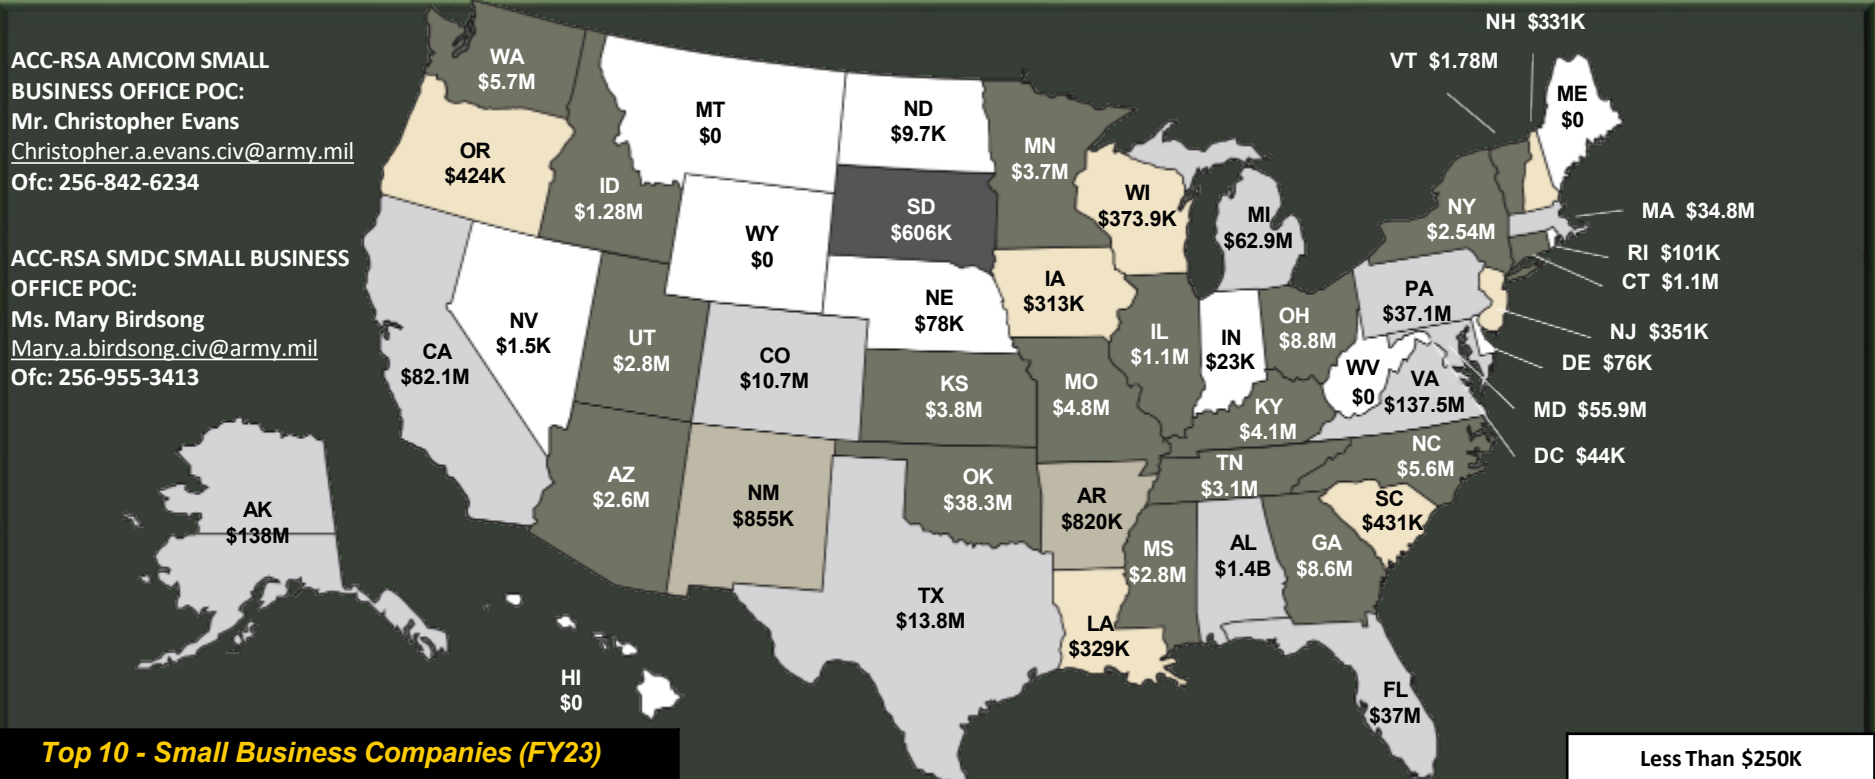 ACC-RSA AMCOM SMALL
BUSINESS OFFICE POC:
Mr. Christopher Evans
Christopher.a.evans.civ@army.mil
Ofc: 256-842-6234
ACC-RSA SMDC SMALL BUSINESS
OFFICE POC:
Ms. Mary Birdsong
Mary.a.birdsong.civ@army.mil
Ofc: 256-955-3413
NH $331K
VT $1.78M
WA
$5.7M
MT
$0
ND
$9.7K
ME
$0
OR
$424K
ID
$1.28M
MN
$3.7M
WI
$373.9K
SD
$606K
MI
$62.9M
NY
$2.54M
MA $34.8M
RI $101K
CT $1.1M
WY
$0
IA
$313K
NE
$78K
PA
$37.1M
NJ $351K
DE $76K
NV
$1.5K
UT
$2.8M
CO
$10.7M
CA
$82.1M
IL
$1.1M
IN
$23K
OH
$8.8M
WV
$0
VA
$137.5M
MD $55.9M
DC $44K
KS
$3.8M
MO
$4.8M
KY
$4.1M
NC
$5.6M
AZ
$2.6M
NM
$855K
OK
$38.3M
AR
$820K
TN
$3.1M
SC
$431K
AK
$138M
MS
$2.8M
AL
$1.4B
GA
$8.6M
TX
$13.8M
LA
$329K
HI
$0
FL
$37M
Top 10 - Small Business Companies (FY23)
Less Than $250K